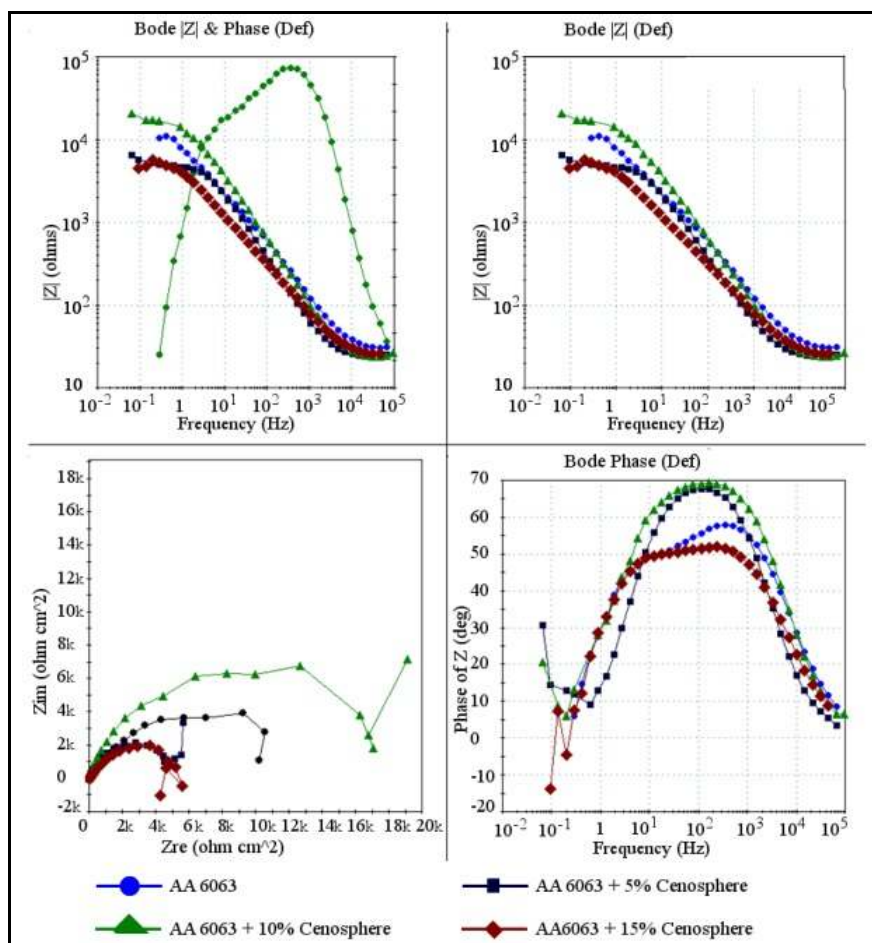 Bode |Z| & Phase (Def)
10^5
10^4
10^3
10^2
10
|Z| (ohms)
10^-2 10^-1 1 10^1 10^2 10^3 10^4 10^5
Frequency (Hz)
Bode |Z| (Def)
10^5
10^4
10^3
10^2
10
|Z| (ohms)
10^-2 10^-1 1 10^1 10^2 10^3 10^4 10^5
Frequency (Hz)
18k
16k
14k
12k
10k
8k
6k
4k
2k
0
-2k
Zim (ohm cm^2)
0 2k 4k 6k 8k 10k 12k 14k 16k 18k 20k
Zre (ohm cm^2)
Bode Phase (Def)
70
60
50
40
30
20
10
0
-10
-20
Phase of Z (deg)
10^-2 10^-1 1 10^1 10^2 10^3 10^4 10^5
Frequency (Hz)
AA 6063
AA 6063 + 5% Cenosphere
AA 6063 + 10% Cenosphere
AA6063 + 15% Cenosphere